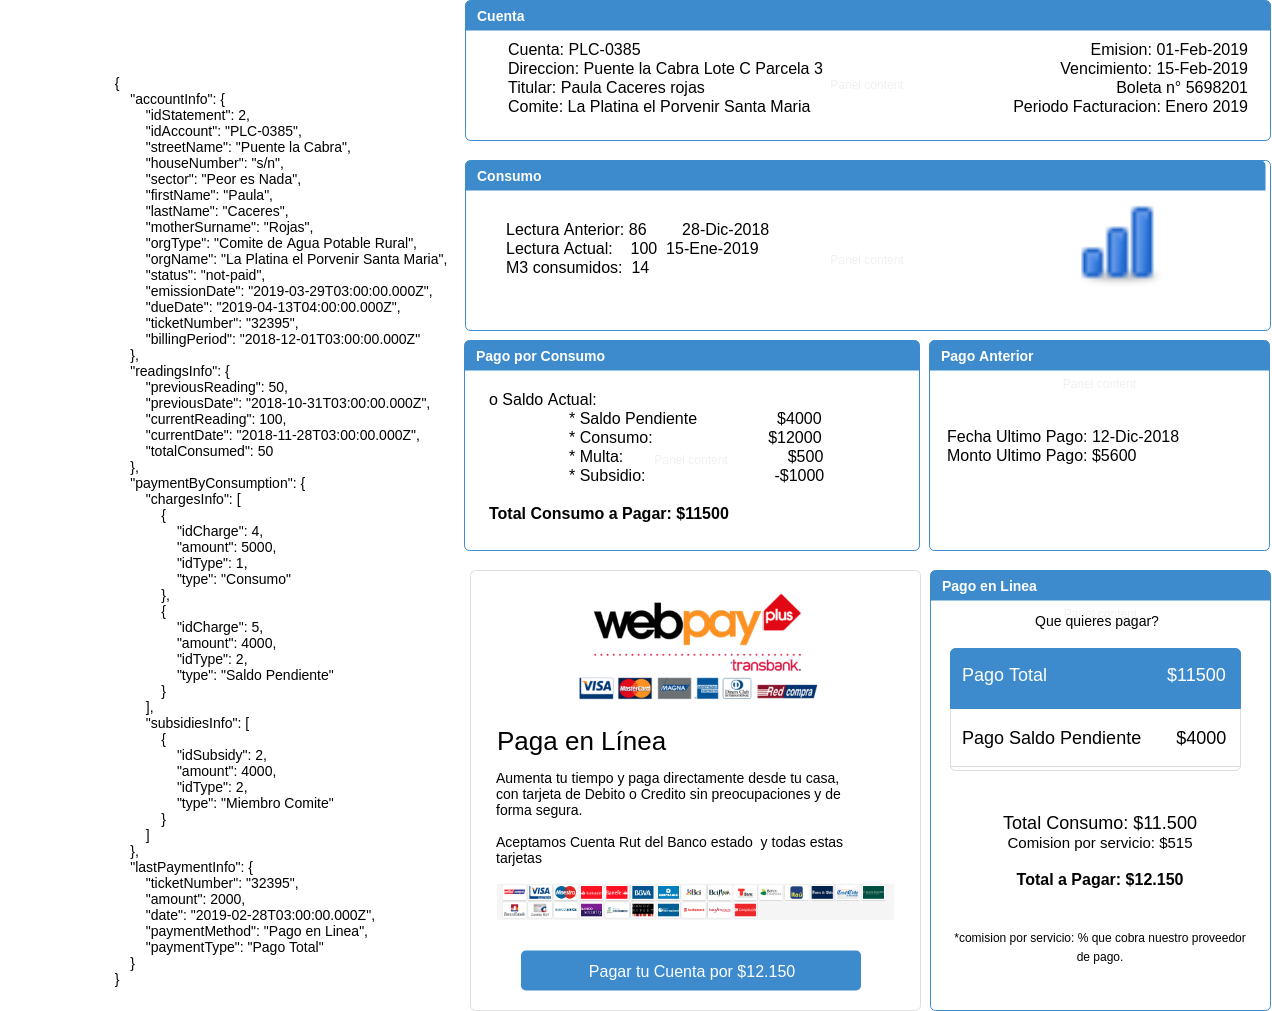 {
"accountInfo": {
"idStatement": 2,
"idAccount": "PLC-0385",
"streetName": "Puente la Cabra",
"houseNumber": "s/n",
"sector": "Peor es Nada",
"firstName": "Paula",
"lastName": "Caceres",
"motherSurname": "Rojas",
"orgType": "Comite de Agua Potable Rural",
"orgName": "La Platina el Porvenir Santa Maria",
"status": "not-paid",
"emissionDate": "2019-03-29T03:00:00.000Z",
"dueDate": "2019-04-13T04:00:00.000Z",
"ticketNumber": "32395",
"billingPeriod": "2018-12-01T03:00:00.000Z"
},
"readingsInfo": {
"previousReading": 50,
"previousDate": "2018-10-31T03:00:00.000Z",
"currentReading": 100,
"currentDate": "2018-11-28T03:00:00.000Z",
"totalConsumed": 50
},
"paymentByConsumption": {
"chargesInfo": [
{
"idCharge": 4,
"amount": 5000,
"idType": 1,
"type": "Consumo"
},
{
"idCharge": 5,
"amount": 4000,
"idType": 2,
"type": "Saldo Pendiente"
}
],
"subsidiesInfo": [
{
"idSubsidy": 2,
"amount": 4000,
"idType": 2,
"type": "Miembro Comite"
}
]
},
"lastPaymentInfo": {
"ticketNumber": "32395",
"amount": 2000,
"date": "2019-02-28T03:00:00.000Z",
"paymentMethod": "Pago en Linea",
"paymentType": "Pago Total"
}
}
Cuenta
Cuenta: PLC-0385
Direccion: Puente la Cabra Lote C Parcela 3
Titular: Paula Caceres rojas
Comite: La Platina el Porvenir Santa Maria
Panel content
Emision: 01-Feb-2019
Vencimiento: 15-Feb-2019
Boleta n° 5698201
Periodo Facturacion: Enero 2019
Consumo
Lectura Anterior: 86 28-Dic-2018
Lectura Actual: 100 15-Ene-2019
M3 consumidos: 14
Panel content
Pago por Consumo
o Saldo Actual:
* Saldo Pendiente $4000
* Consumo: $12000
* Multa: $500
* Subsidio: -$1000
Panel content
Total Consumo a Pagar: $11500
Pago Anterior
Panel content
Fecha Ultimo Pago: 12-Dic-2018
Monto Ultimo Pago: $5600
webpay plus
transbank.
VISA MasterCard MAGNA Diners Club Red compra
Paga en Línea
Aumenta tu tiempo y paga directamente desde tu casa,
con tarjeta de Debito o Credito sin preocupaciones y de
forma segura.
Aceptamos Cuenta Rut del Banco estado y todas estas
tarjetas
VISA Maestro BBVA
Pagar tu Cuenta por $12.150
Pago en Linea
Panel content
Que quieres pagar?
Pago Total $11500
Pago Saldo Pendiente $4000
Total Consumo: $11.500
Comision por servicio: $515
Total a Pagar: $12.150
*comision por servicio: % que cobra nuestro proveedor
de pago.